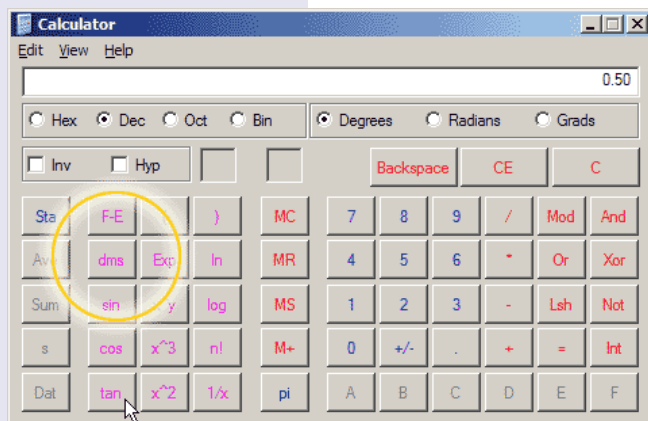 Calculator
Edit View Help
0.50
Hex Dec Oct Bin Degrees Radians Grads
Inv Hyp Backspace CE C
Sta F-E ) MC 7 8 9 / Mod And
Ave dms Exp ln MR 4 5 6 * Or Xor
Sum sin log MS 1 2 3 - Lsh Not
s cos x^3 n! M+ 0 +/- . + = Int
Dat tan x^2 1/x pi A B C D E F